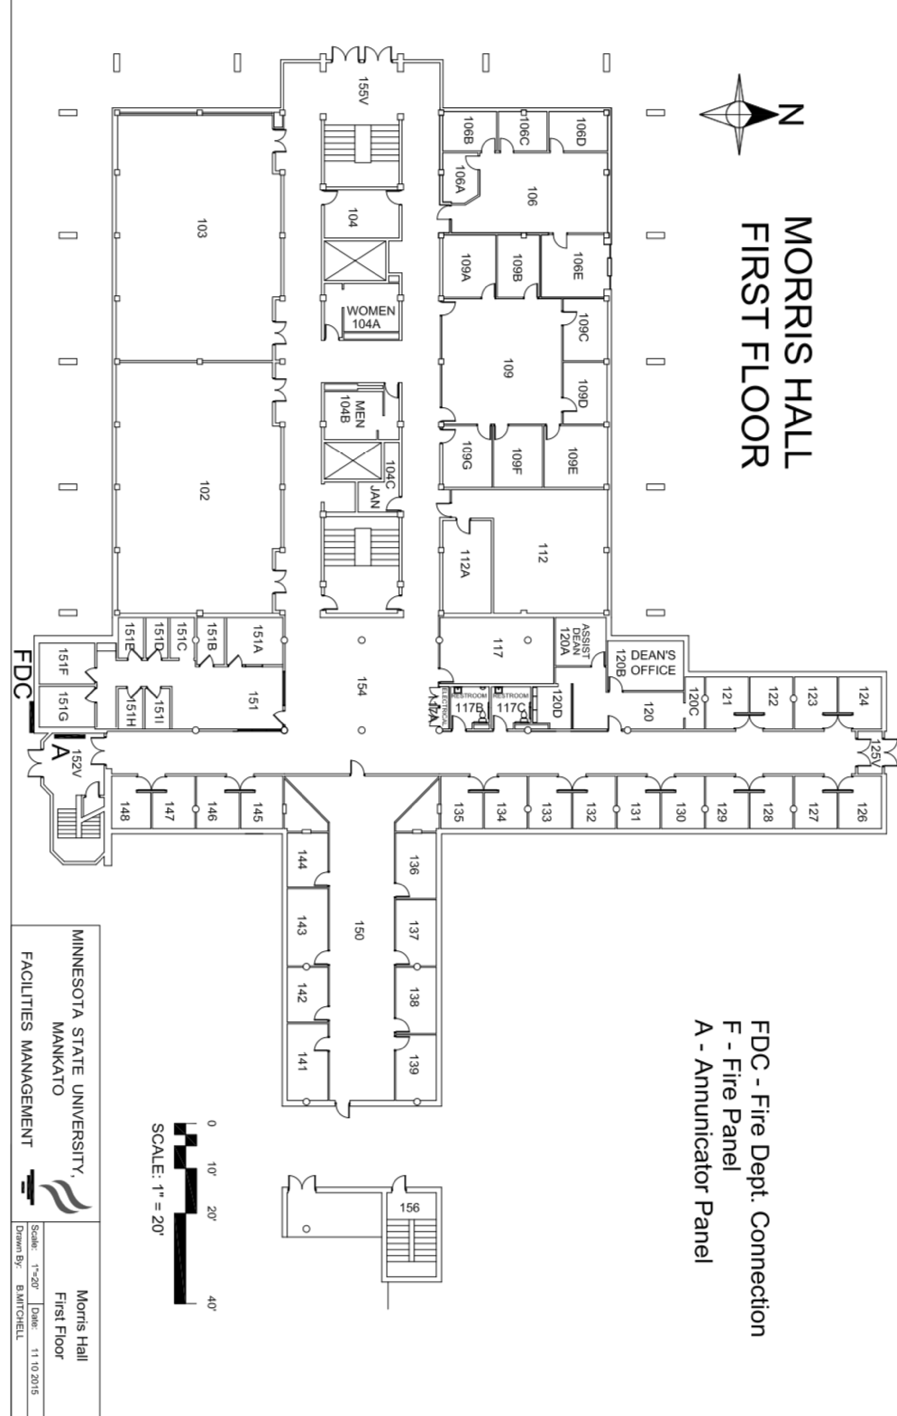 N
MORRIS HALL
FIRST FLOOR
155V
106B
106C
106D
106A
106
103
104
109A
109B
106E
WOMEN
104A
109C
109
109D
MEN
104B
109G
109F
109E
104C
JAN
102
112A
112
151E
151D
151C
151B
151A
117
ASSIST
DEAN
120A
DEAN'S
OFFICE
120B
151F
151G
151H
151I
151
154
ELECTRICAL
117A
RESTROOM
117B
RESTROOM
117C
120D
120
120C
121
122
123
124
FDC
A
152V
125V
148
147
146
145
135
134
133
132
131
130
129
128
127
126
144
136
143
150
137
142
138
141
139
156
FDC - Fire Dept. Connection
F - Fire Panel
A - Annunicator Panel
0 10' 20' 40'
SCALE: 1" = 20'
MINNESOTA STATE UNIVERSITY,
MANKATO
FACILITIES MANAGEMENT
Morris Hall
First Floor
Scale: 1"=20' Date: 11 10 2015
Drawn By: B.MITCHELL